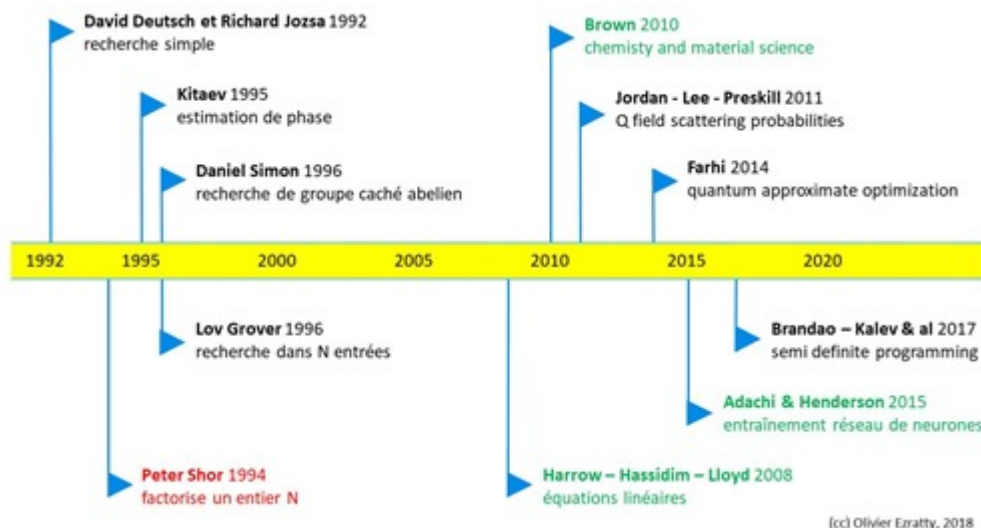 David Deutsch et Richard Jozsa 1992
recherche simple
Kitaev 1995
estimation de phase
Daniel Simon 1996
recherche de groupe caché abelien
Brown 2010
chemisty and material science
Jordan - Lee - Preskill 2011
Q field scattering probabilities
Farhi 2014
quantum approximate optimization
1992 1995 2000 2005 2010 2015 2020
Lov Grover 1996
recherche dans N entrées
Peter Shor 1994
factorise un entier N
Harrow – Hassidim – Lloyd 2008
équations linéaires
Brandao – Kalev & al 2017
semi definite programming
Adachi & Henderson 2015
entraînement réseau de neurones
(cc) Olivier Ezratty, 2018